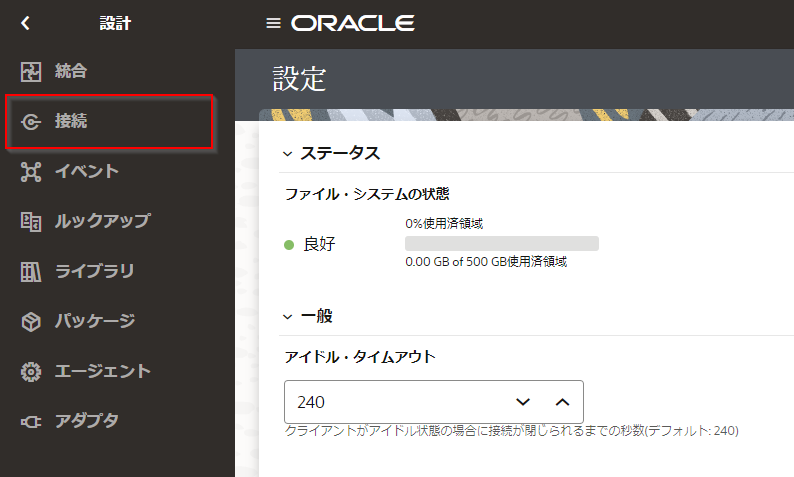 設計
統合
接続
イベント
ルックアップ
ライブラリ
パッケージ
エージェント
アダプタ
ORACLE
設定
ステータス
ファイル・システムの状態
良好
0%使用済領域
0.00 GB of 500 GB使用済領域
一般
アイドル・タイムアウト
240
クライアントがアイドル状態の場合に接続が閉じられるまでの秒数(デフォルト: 240)